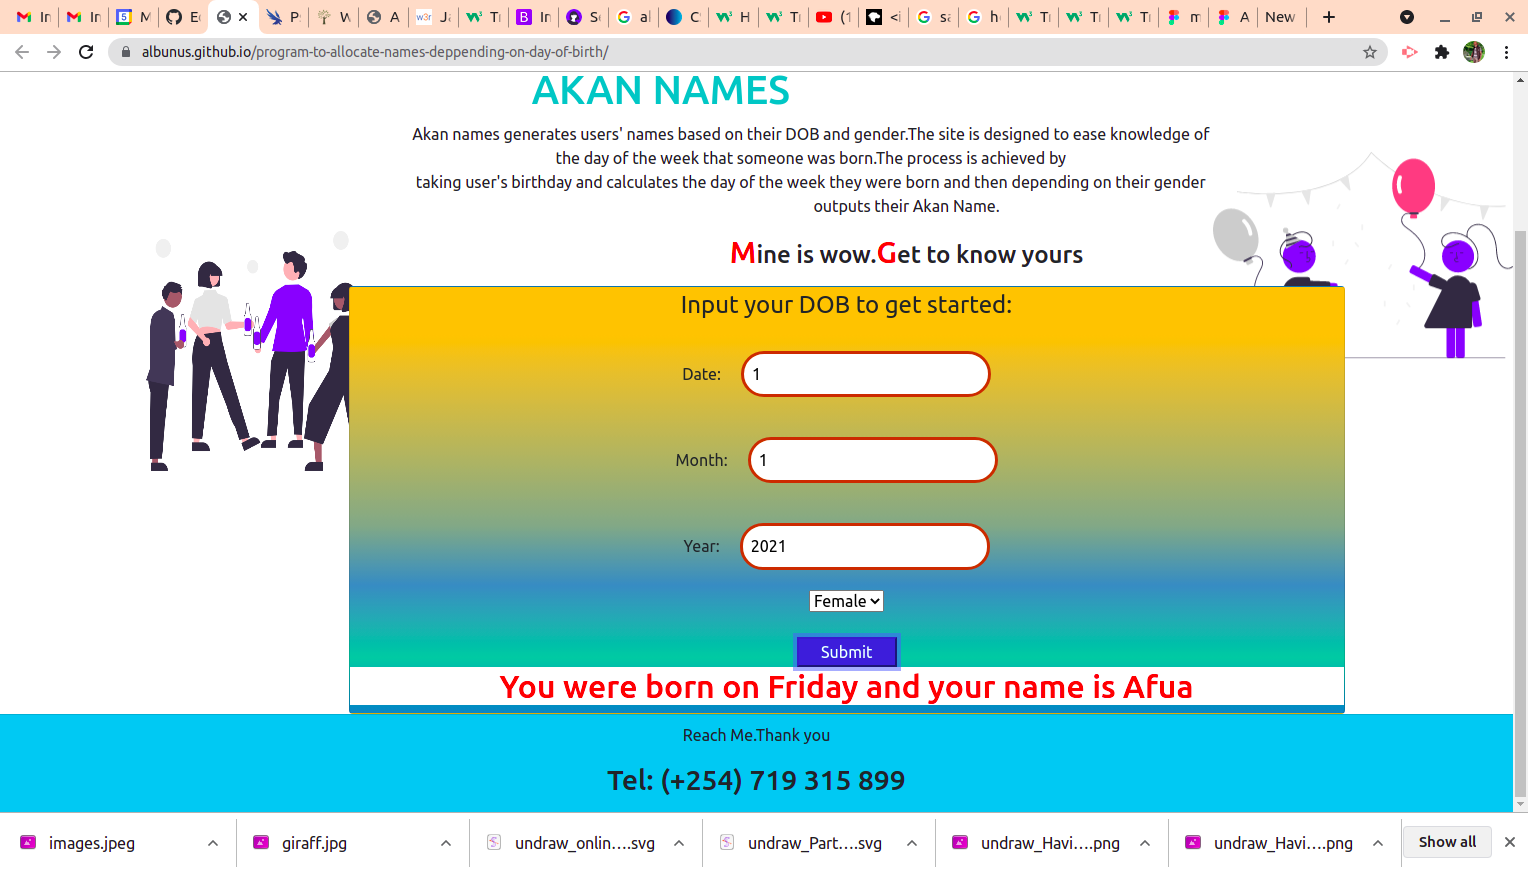 albunus.github.io/program-to-allocate-names-deppending-on-day-of-birth/
New
AKAN NAMES
Akan names generates users' names based on their DOB and gender.The site is designed to ease knowledge of
the day of the week that someone was born.The process is achieved by
taking user's birthday and calculates the day of the week they were born and then depending on their gender
outputs their Akan Name.
Mine is wow.Get to know yours
Input your DOB to get started:
Date: 1
Month: 1
Year: 2021
Female
Submit
You were born on Friday and your name is Afua
Reach Me.Thank you
Tel: (+254) 719 315 899
images.jpeg
giraff.jpg
undraw_onlin....svg
undraw_Part....svg
undraw_Havi....png
undraw_Havi....png
Show all